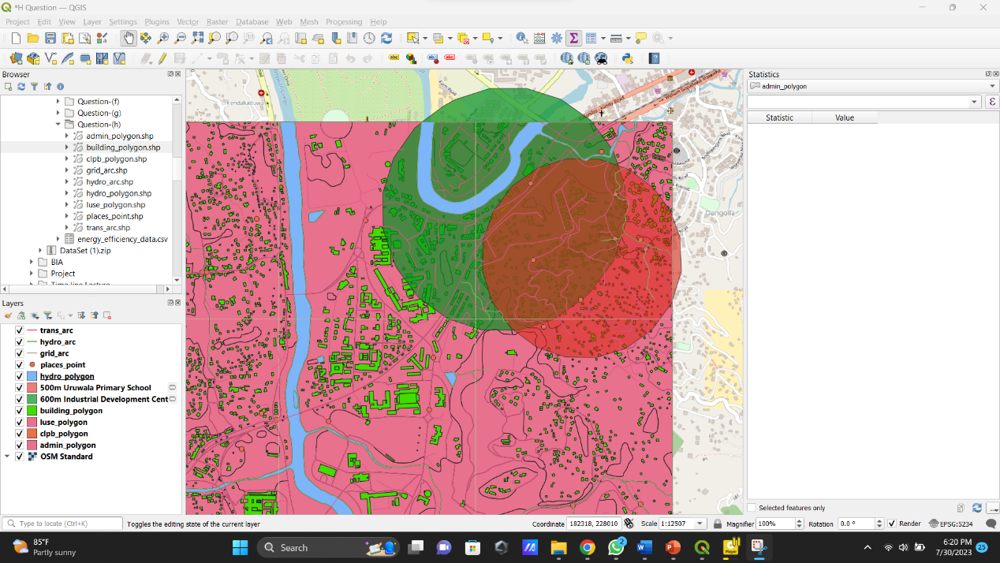 *H Question — QGIS
Project Edit View Layer Settings Plugins Vector Raster Database Web Mesh Processing Help
Browser
Question-(f)
Question-(g)
Question-(h)
admin_polygon.shp
building_polygon.shp
clpb_polygon.shp
grid_arc.shp
hydro_arc.shp
hydro_polygon.shp
luse_polygon.shp
places_point.shp
trans_arc.shp
energy_efficiency_data.csv
DataSet (1).zip
BIA
Project
Time line Lecture
Layers
trans_arc
hydro_arc
grid_arc
places_point
hydro_polygon
500m Uruwala Primary School
600m Industrial Development Cent
building_polygon
luse_polygon
clpb_polygon
admin_polygon
OSM Standard
Kendakaduwa
Dangolla
Statistics
admin_polygon
ε
Statistic Value
Selected features only
Type to locate (Ctrl+K)
Toggles the editing state of the current layer
Coordinate 182318, 228010
Scale 1:12507
Magnifier 100%
Rotation 0.0 °
Render
EPSG:5234
85°F
Partly sunny
Search
2
6:20 PM
7/30/2023
25